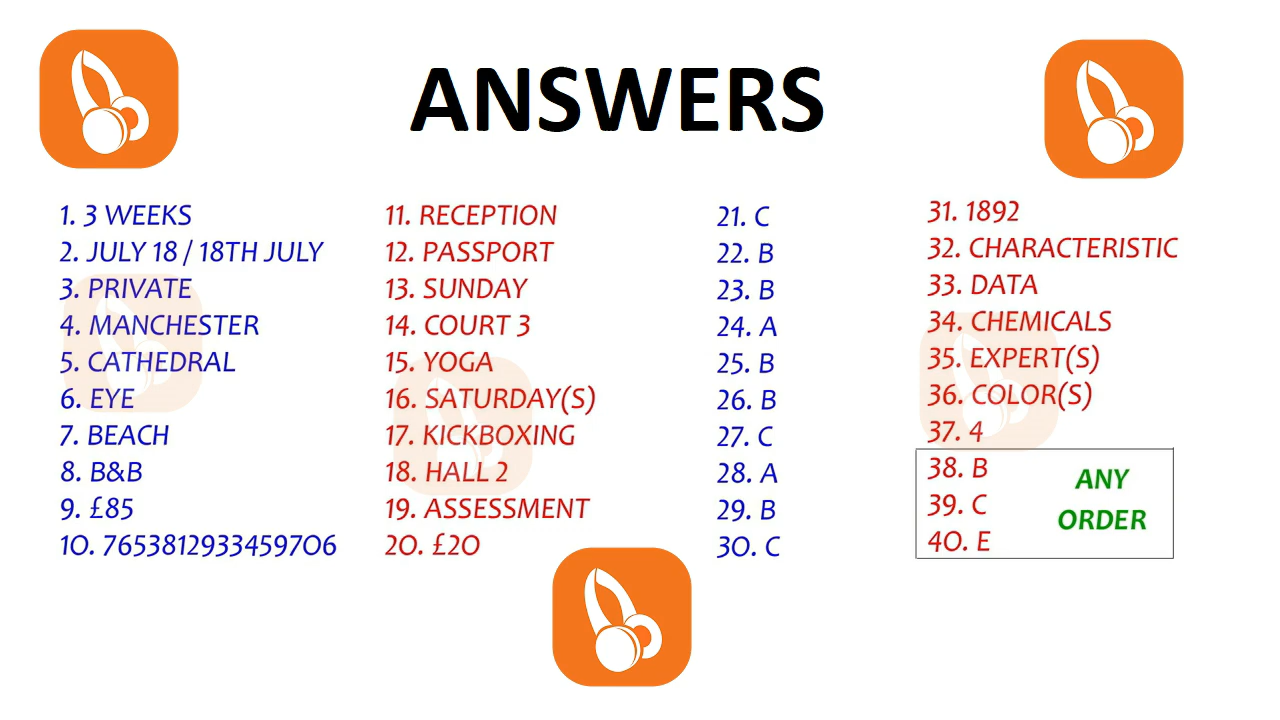 ANSWERS
1. 3 WEEKS
2. JULY 18 / 18TH JULY
3. PRIVATE
4. MANCHESTER
5. CATHEDRAL
6. EYE
7. BEACH
8. B&B
9. £85
10. 7653812933459706
11. RECEPTION
12. PASSPORT
13. SUNDAY
14. COURT 3
15. YOGA
16. SATURDAY(S)
17. KICKBOXING
18. HALL 2
19. ASSESSMENT
20. £20
21. C
22. B
23. B
24. A
25. B
26. B
27. C
28. A
29. B
30. C
31. 1892
32. CHARACTERISTIC
33. DATA
34. CHEMICALS
35. EXPERT(S)
36. COLOR(S)
37. 4
38. B
39. C
40. E
ANY
ORDER